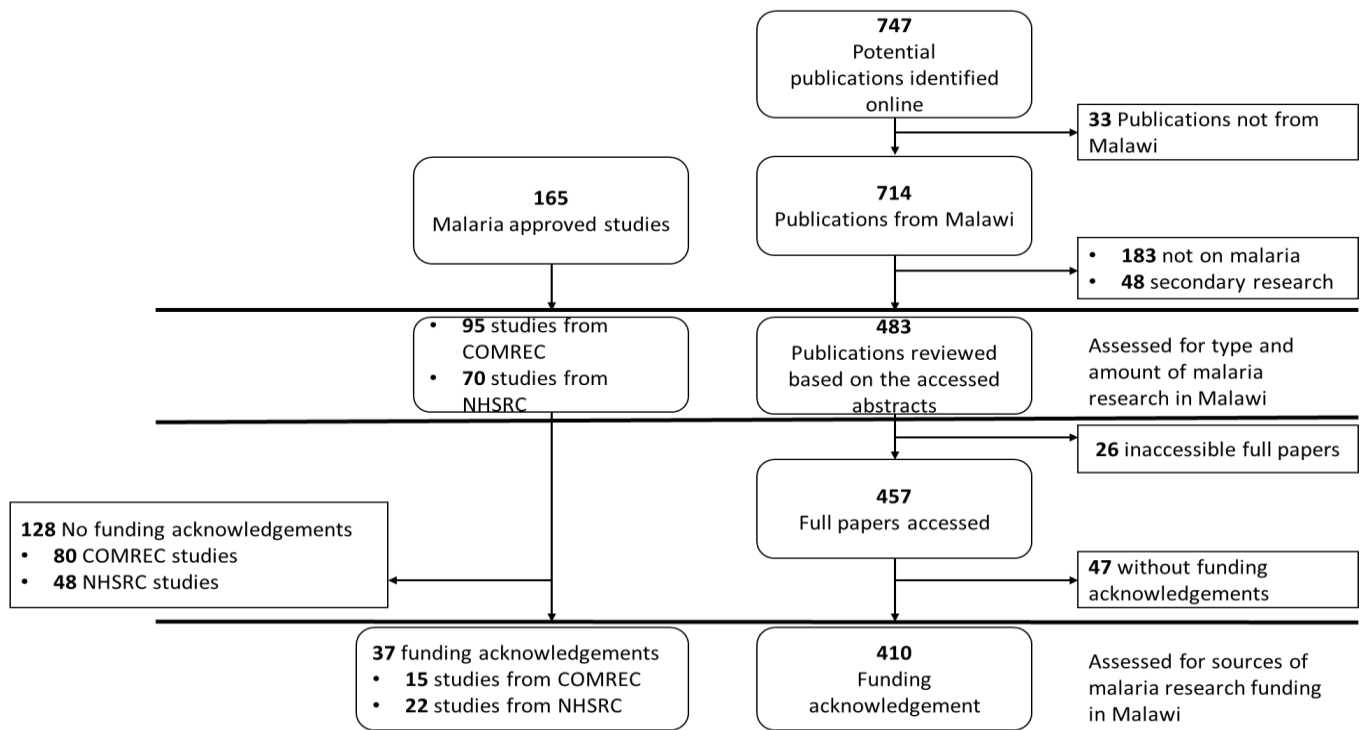 747
Potential
publications identified
online
33 Publications not from
Malawi
165
Malaria approved studies
714
Publications from Malawi
• 183 not on malaria
• 48 secondary research
• 95 studies from
COMREC
• 70 studies from
NHSRC
483
Publications reviewed
based on the accessed
abstracts
Assessed for type and
amount of malaria
research in Malawi
26 inaccessible full papers
457
Full papers accessed
128 No funding acknowledgements
• 80 COMREC studies
• 48 NHSRC studies
47 without funding
acknowledgements
37 funding acknowledgements
• 15 studies from COMREC
• 22 studies from NHSRC
410
Funding
acknowledgement
Assessed for sources of
malaria research funding
in Malawi